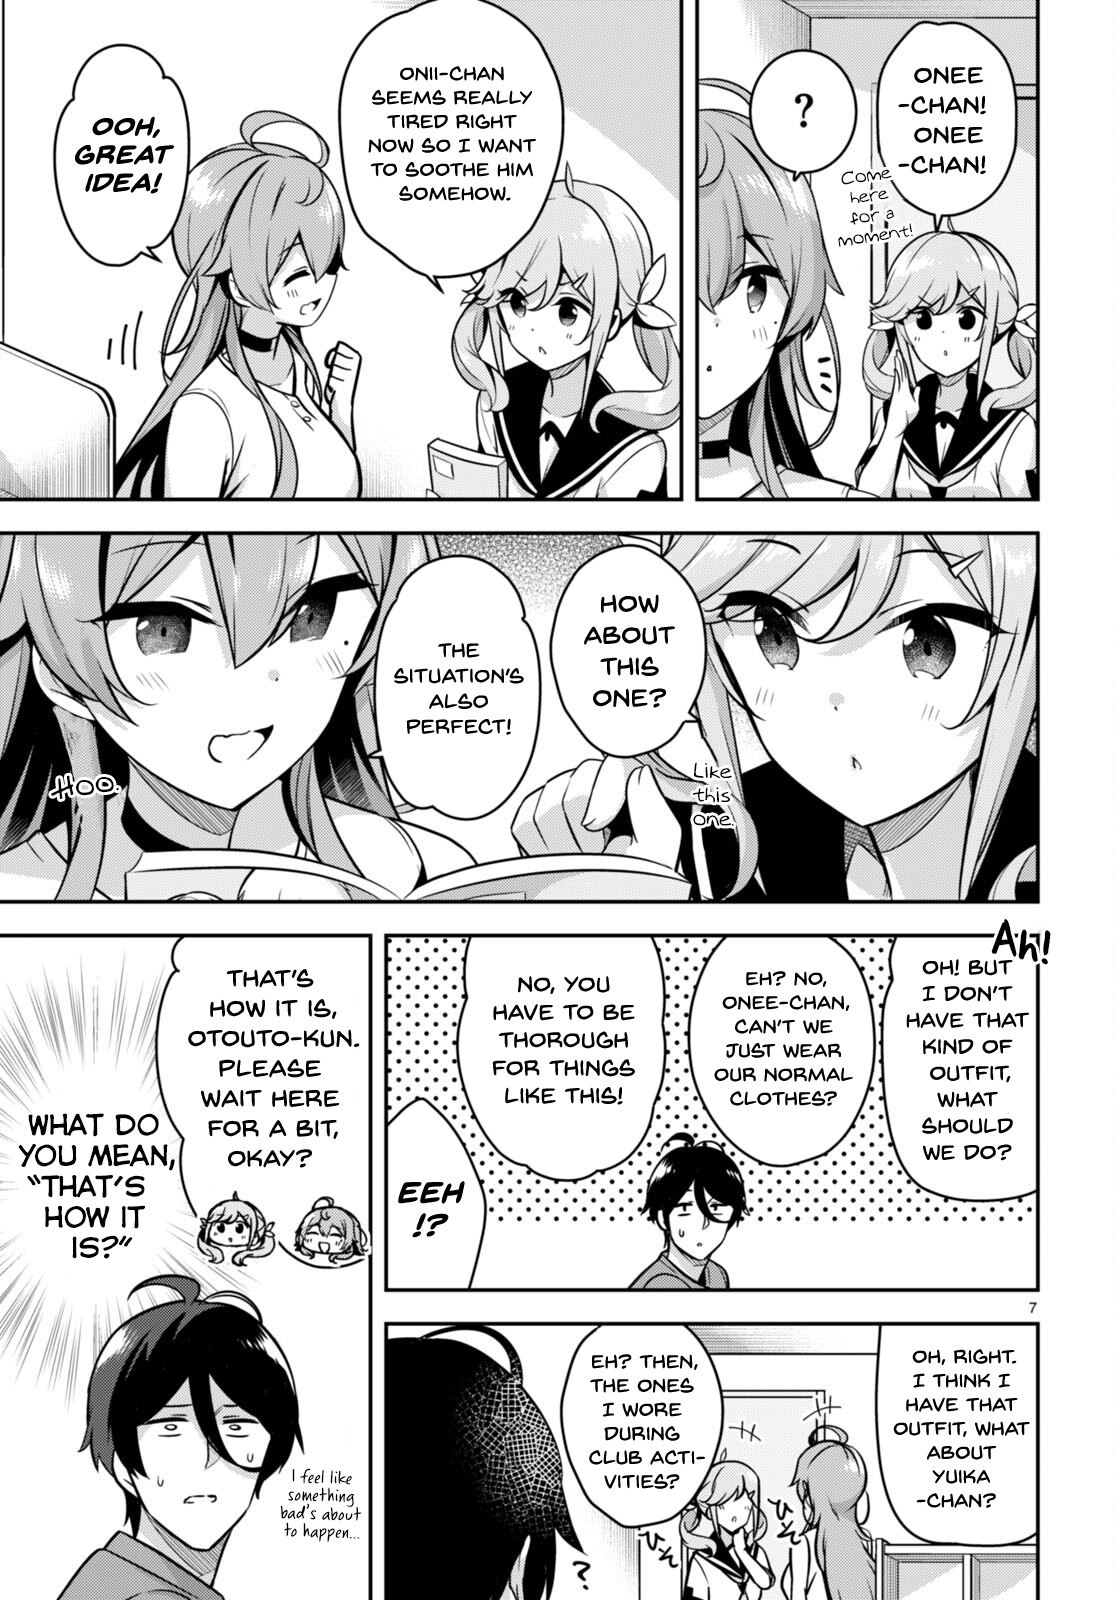 ONEE
-CHAN!
ONEE
-CHAN!
Come
here
for a
moment!
?
ONII-CHAN
SEEMS REALLY
TIRED RIGHT
NOW SO I WANT
TO SOOTHE HIM
SOMEHOW.
OOH,
GREAT
IDEA!
HOW
ABOUT
THIS
ONE?
Like
this
one.
THE
SITUATION'S
ALSO
PERFECT!
HOO.
Ah!
OH! BUT
I DON'T
HAVE THAT
KIND OF
OUTFIT,
WHAT
SHOULD
WE DO?
EH? NO,
ONEE-CHAN,
CAN'T WE
JUST WEAR
OUR NORMAL
CLOTHES?
NO, YOU
HAVE TO BE
THOROUGH
FOR THINGS
LIKE THIS!
EEH
!?
7
OH, RIGHT.
I THINK I
HAVE THAT
OUTFIT, WHAT
ABOUT
YUIKA
-CHAN?
EH? THEN,
THE ONES
I WORE
DURING
CLUB ACTI-
VITIES?
ひそ
ひそ
?
THAT'S
HOW IT IS,
OTOUTO-KUN.
PLEASE
WAIT HERE
FOR A BIT,
OKAY?
WHAT DO
YOU MEAN,
"THAT'S
HOW IT
IS?"
I feel like
something
bad's about
to happen...